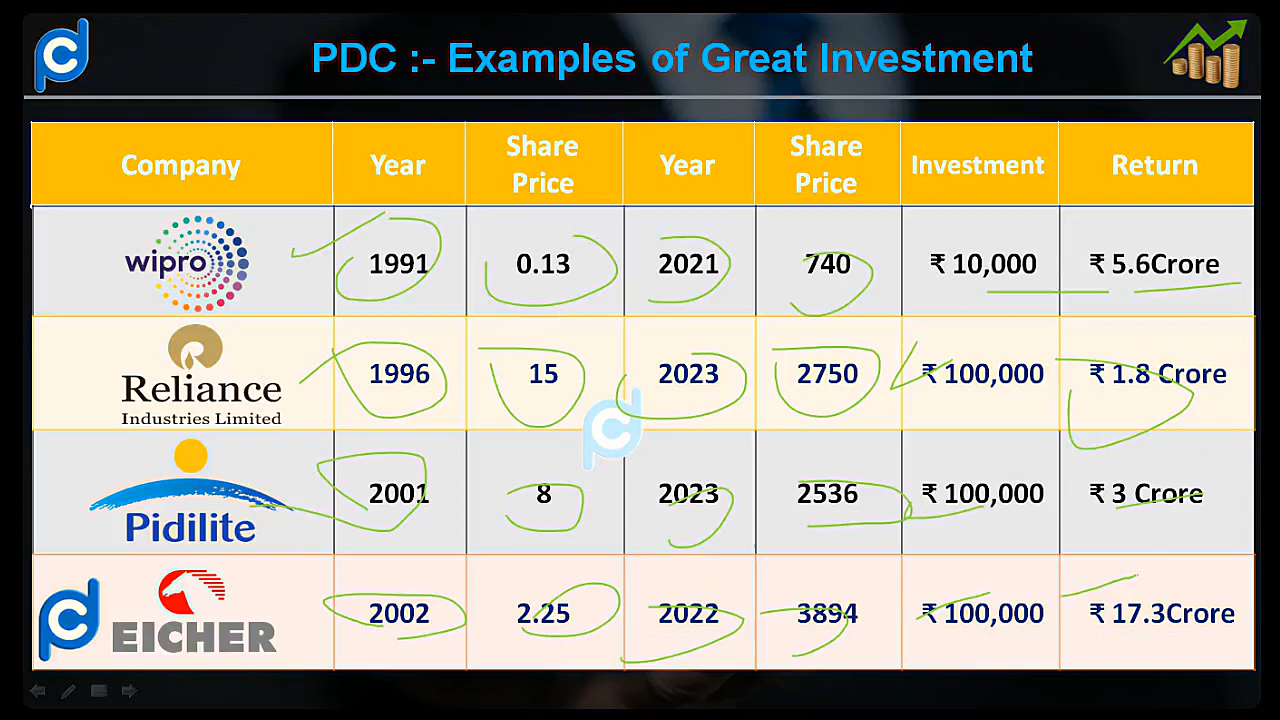 PDC :- Examples of Great Investment
Company Year Share Price Year Share Price Investment Return
wipro 1991 0.13 2021 740 ₹ 10,000 ₹ 5.6Crore
Reliance Industries Limited 1996 15 2023 2750 ₹ 100,000 ₹ 1.8 Crore
Pidilite 2001 8 2023 2536 ₹ 100,000 ₹ 3 Crore
EICHER 2002 2.25 2022 3894 ₹ 100,000 ₹ 17.3Crore